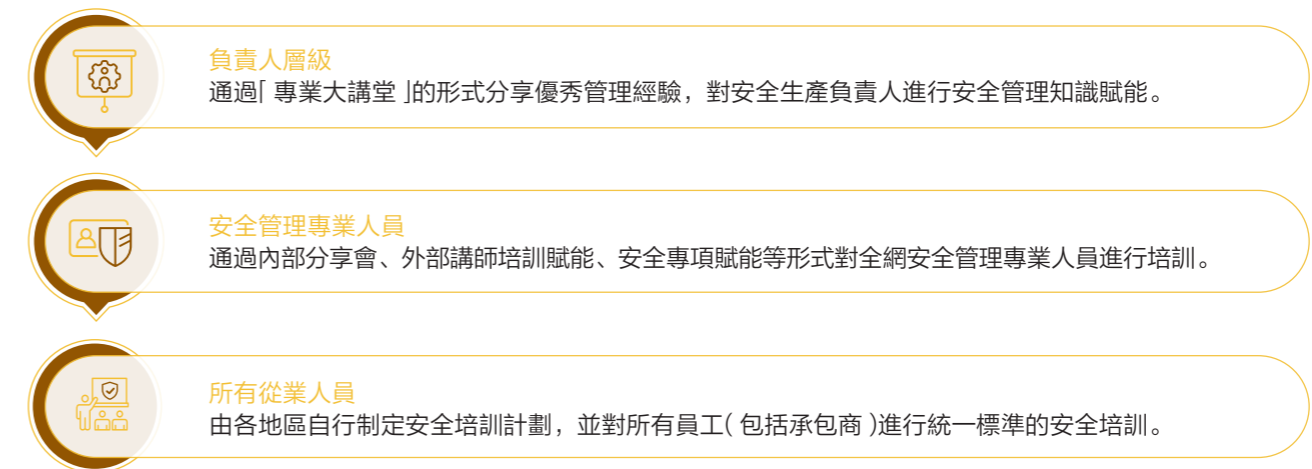 負責人層級
通過「專業大講堂」的形式分享優秀管理經驗，對安全生產負責人進行安全管理知識賦能。
安全管理專業人員
通過內部分享會、外部講師培訓賦能、安全專項賦能等形式對全網安全管理專業人員進行培訓。
所有從業人員
由各地區自行制定安全培訓計劃，並對所有員工（包括承包商）進行統一標準的安全培訓。